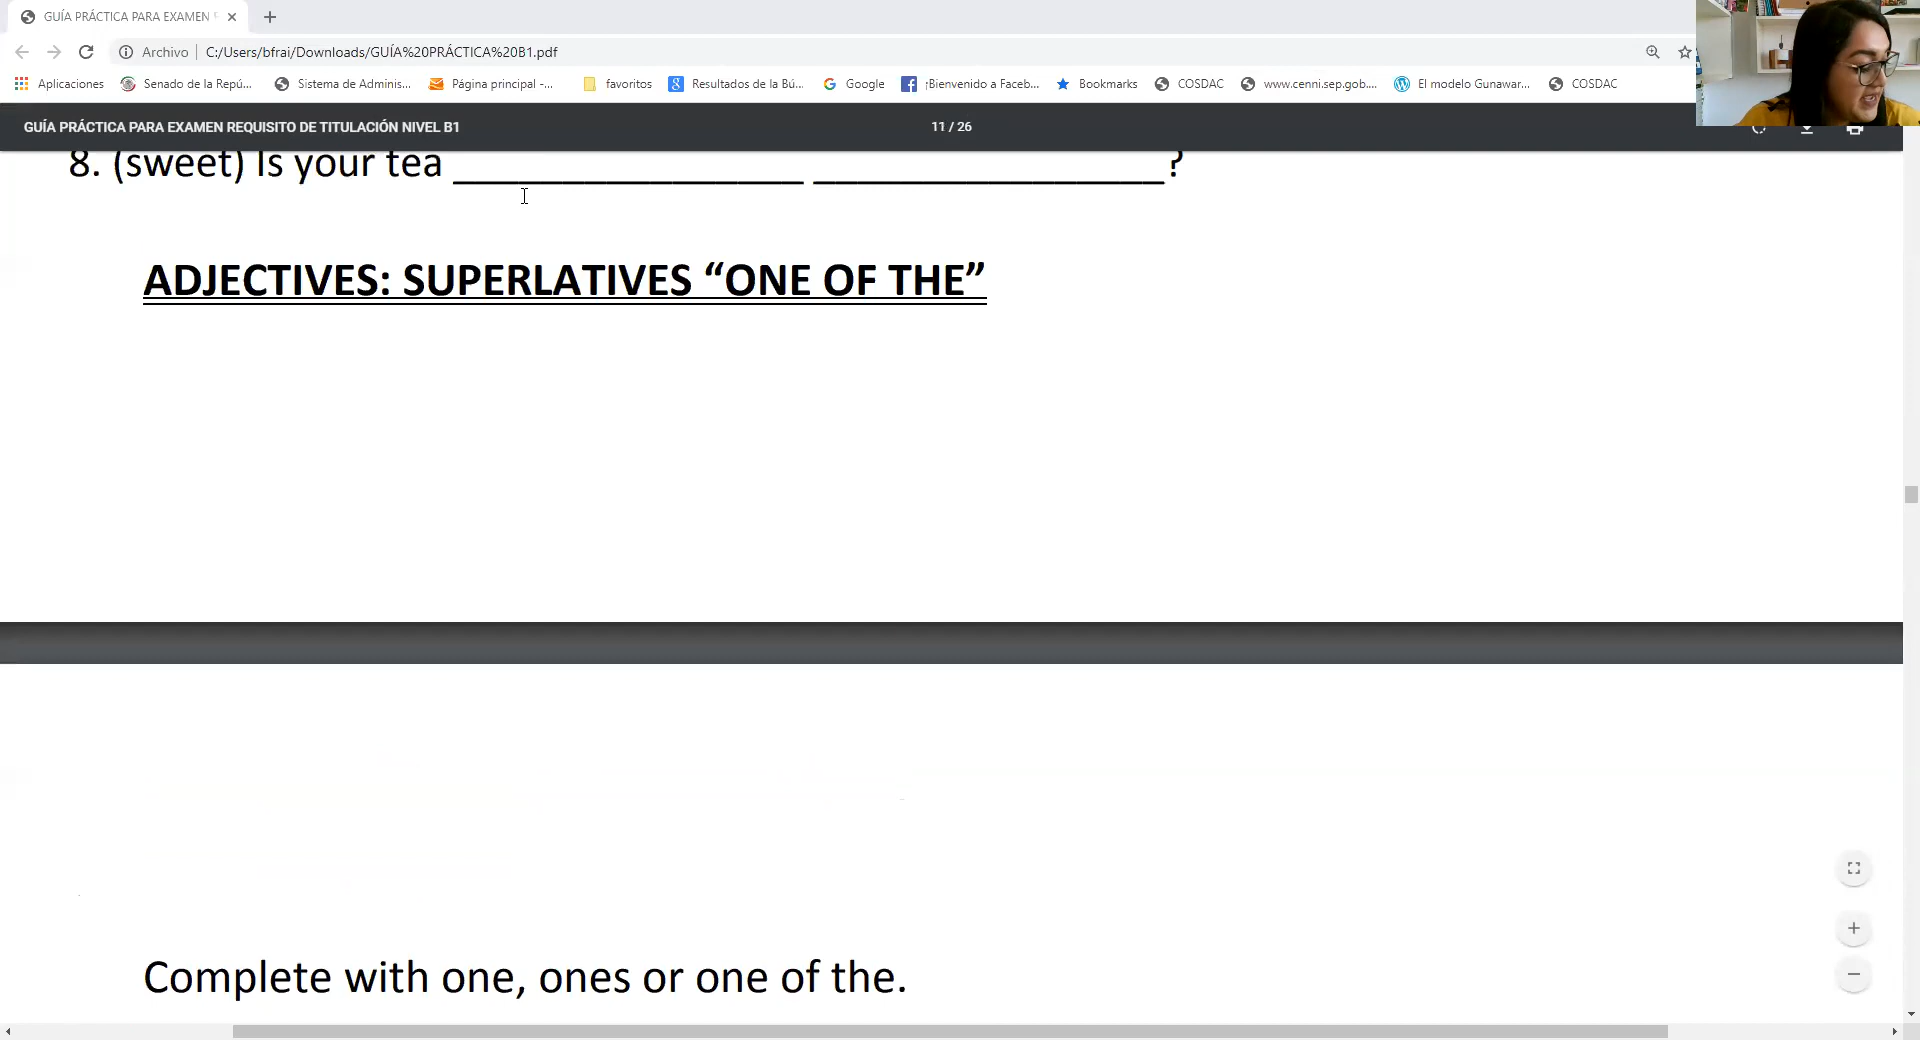 GUÍA PRÁCTICA PARA EXAMEN
Archivo C:/Users/bfrai/Downloads/GUÍA%20PRÁCTICA%20B1.pdf
Aplicaciones Senado de la Repú... Sistema de Adminis... Página principal -... favoritos Resultados de la Bú... Google ¡Bienvenido a Faceb... Bookmarks COSDAC www.cenni.sep.gob.... El modelo Gunawar... COSDAC
GUÍA PRÁCTICA PARA EXAMEN REQUISITO DE TITULACIÓN NIVEL B1 11 / 26
8. (sweet) Is your tea ________________ ________________?
ADJECTIVES: SUPERLATIVES “ONE OF THE”
Complete with one, ones or one of the.